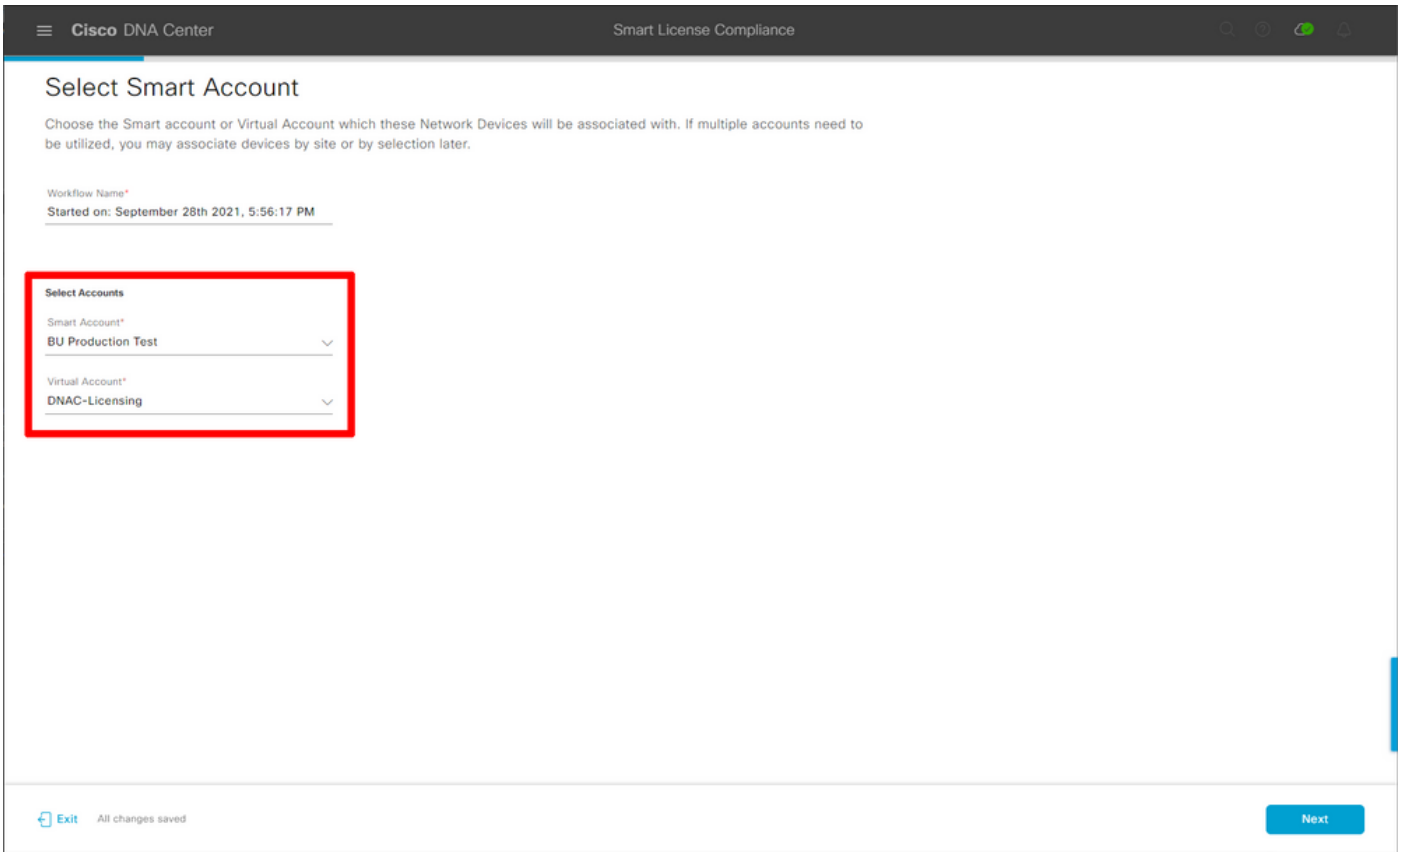 Cisco DNA Center
Smart License Compliance
Select Smart Account
Choose the Smart account or Virtual Account which these Network Devices will be associated with. If multiple accounts need to
be utilized, you may associate devices by site or by selection later.
Workflow Name*
Started on: September 28th 2021, 5:56:17 PM
Select Accounts
Smart Account*
BU Production Test
Virtual Account*
DNAC-Licensing
Exit
All changes saved
Next